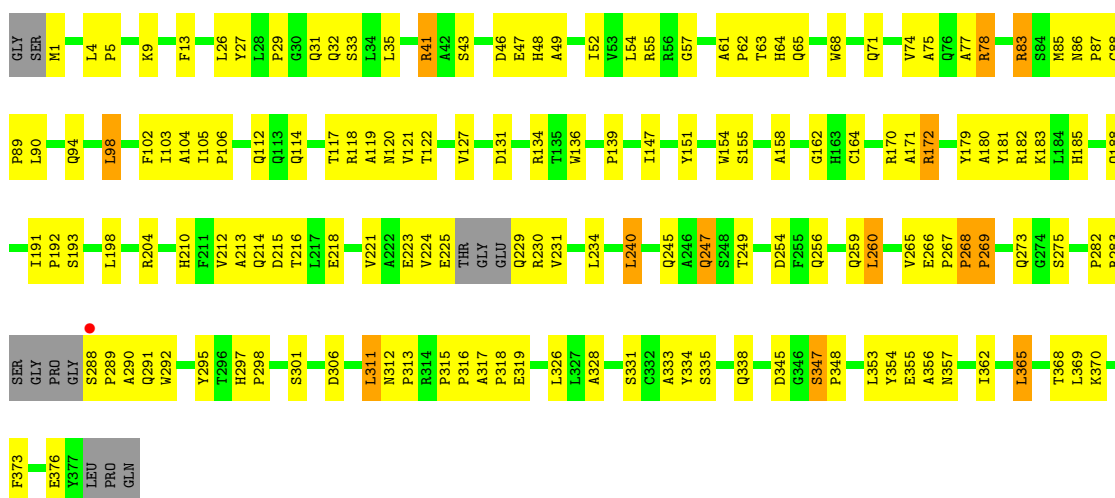 GLY SER M1 L4 P5 K9 F13 L26 Y27 L28 P29 G30 Q31 Q32 S33 L34 L35 R41 A42 S43 D46 E47 H48 A49 I52 V53 L54 R55 R56 G57 A61 P62 T63 H64 Q65 W68 Q71 V74 A75 Q76 A77 R78 R83 S84 M85 N86 P87
P89 L90 Q94 L98 F102 I103 A104 I105 P106 Q112 Q113 Q114 T117 R118 A119 N120 V121 T122 V127 D131 R134 T135 W136 P139 I147 Y151 W154 S155 A158 G162 H163 C164 R170 A171 R172 Y179 A180 Y181 R182 K183 L184 H185
I191 P192 S193 L198 R204 H210 F211 V212 A213 Q214 D215 T216 L217 E218 V221 A222 E223 V224 E225 THR GLY GLU Q229 R230 V231 L234 L240 Q245 A246 Q247 S248 T249 D254 F255 Q256 Q259 L260 V265 E266 P267 P268 P269 Q273 G274 S275 P282
SER GLY PRO GLY S288 P289 A290 Q291 W292 Y295 T296 H297 P298 S301 D306 L311 N312 P313 R314 P315 P316 A317 P318 E319 L326 L327 A328 S331 C332 A333 Y334 S335 Q338 D345 G346 S347 P348 L353 Y354 E355 A356 N357 I362 L365 T368 L369 K370
F373 E376 Y377 LEU PRO GLN